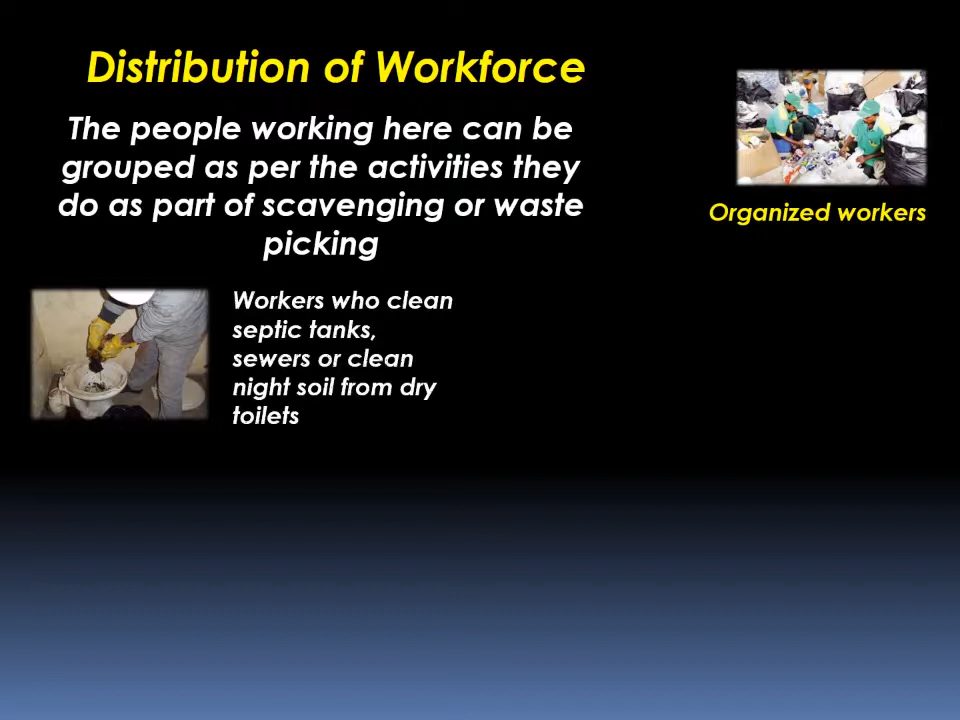 Distribution of Workforce
The people working here can be
grouped as per the activities they
do as part of scavenging or waste
picking
Organized workers
Workers who clean
septic tanks,
sewers or clean
night soil from dry
toilets